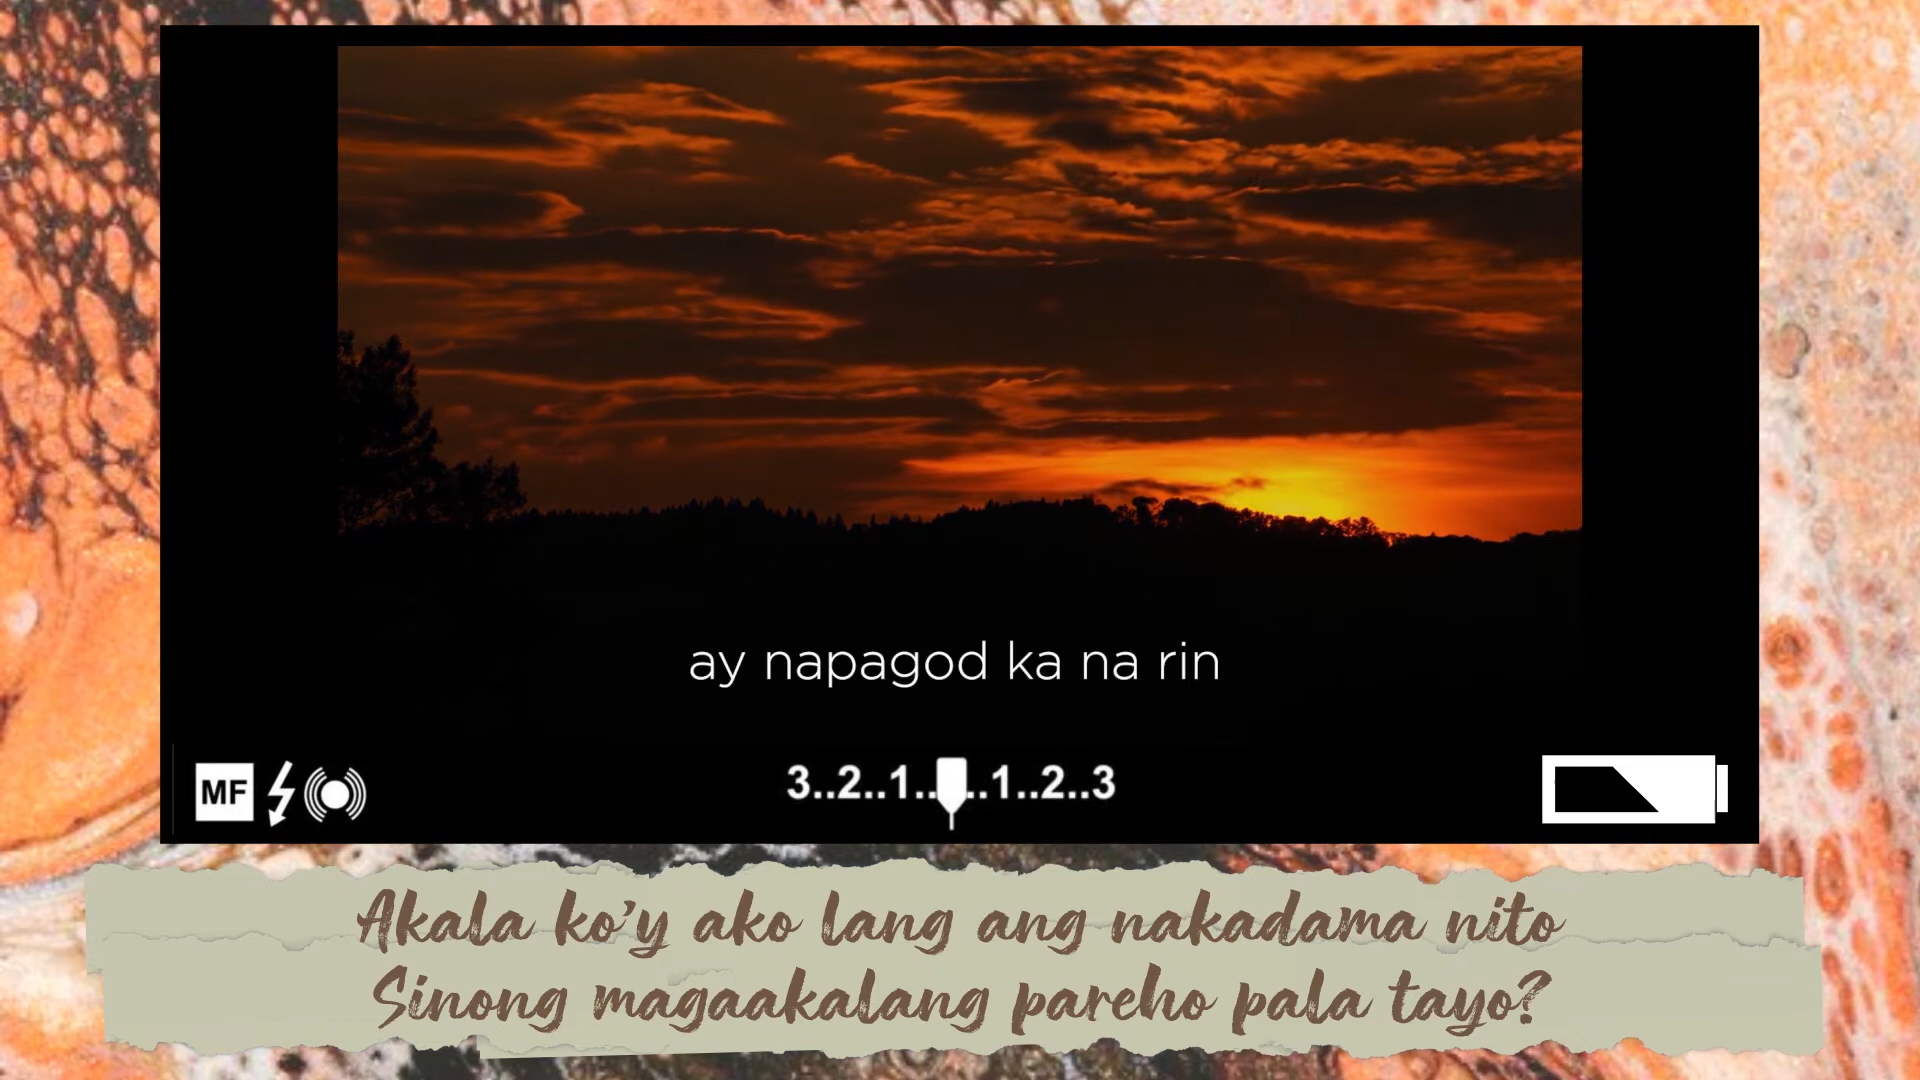 ay napagod ka na rin
MF
3..2..1....1..2..3
Akala ko'y ako lang ang nakadama nito
Sinong magaakalang pareho pala tayo?